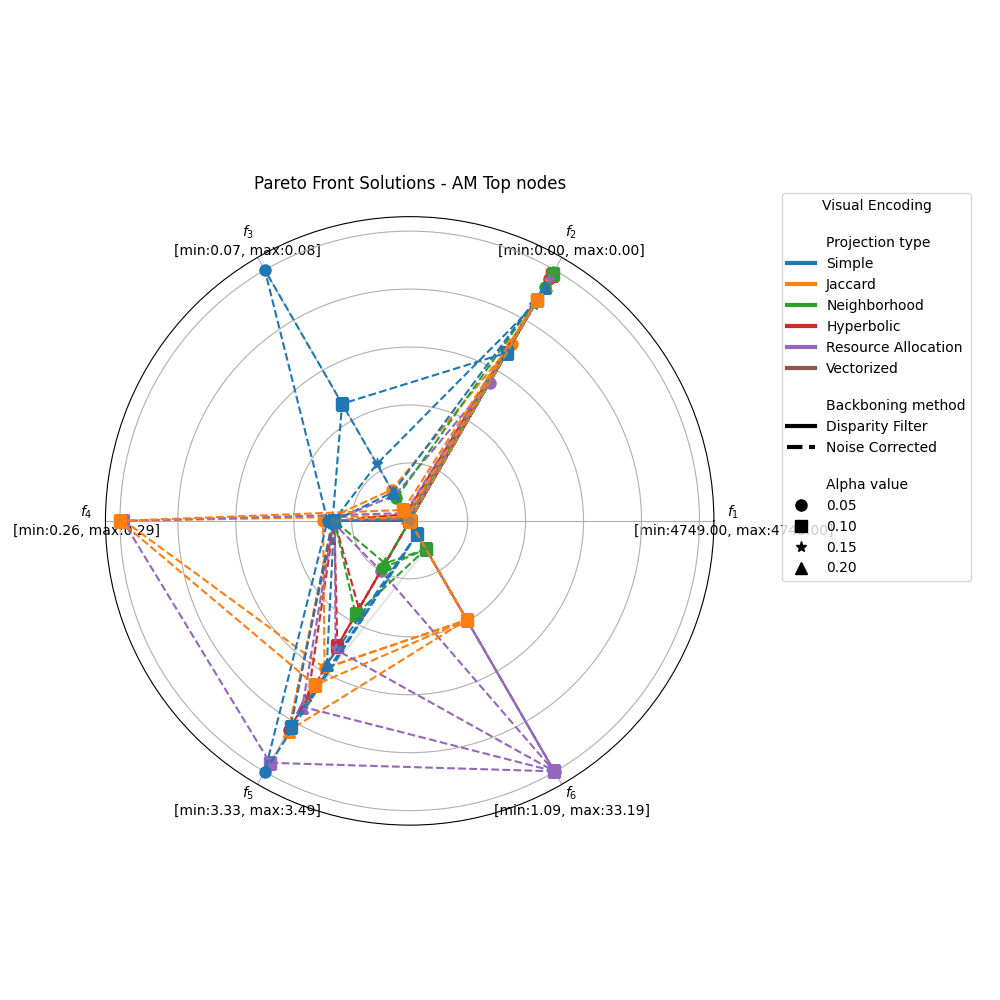 Pareto Front Solutions - AM Top nodes
f3
[min:0.07, max:0.08]
f2
[min:0.00, max:0.00]
f4
[min:0.26, max:0.29]
f1
[min:4749.00,
f5
[min:3.33, max:3.49]
f6
[min:1.09, max:33.19]
Visual Encoding
Projection type
Simple
Jaccard
Neighborhood
Hyperbolic
Resource Allocation
Vectorized
Backboning method
Disparity Filter
Noise Corrected
Alpha value
0.05
0.10
0.15
0.20